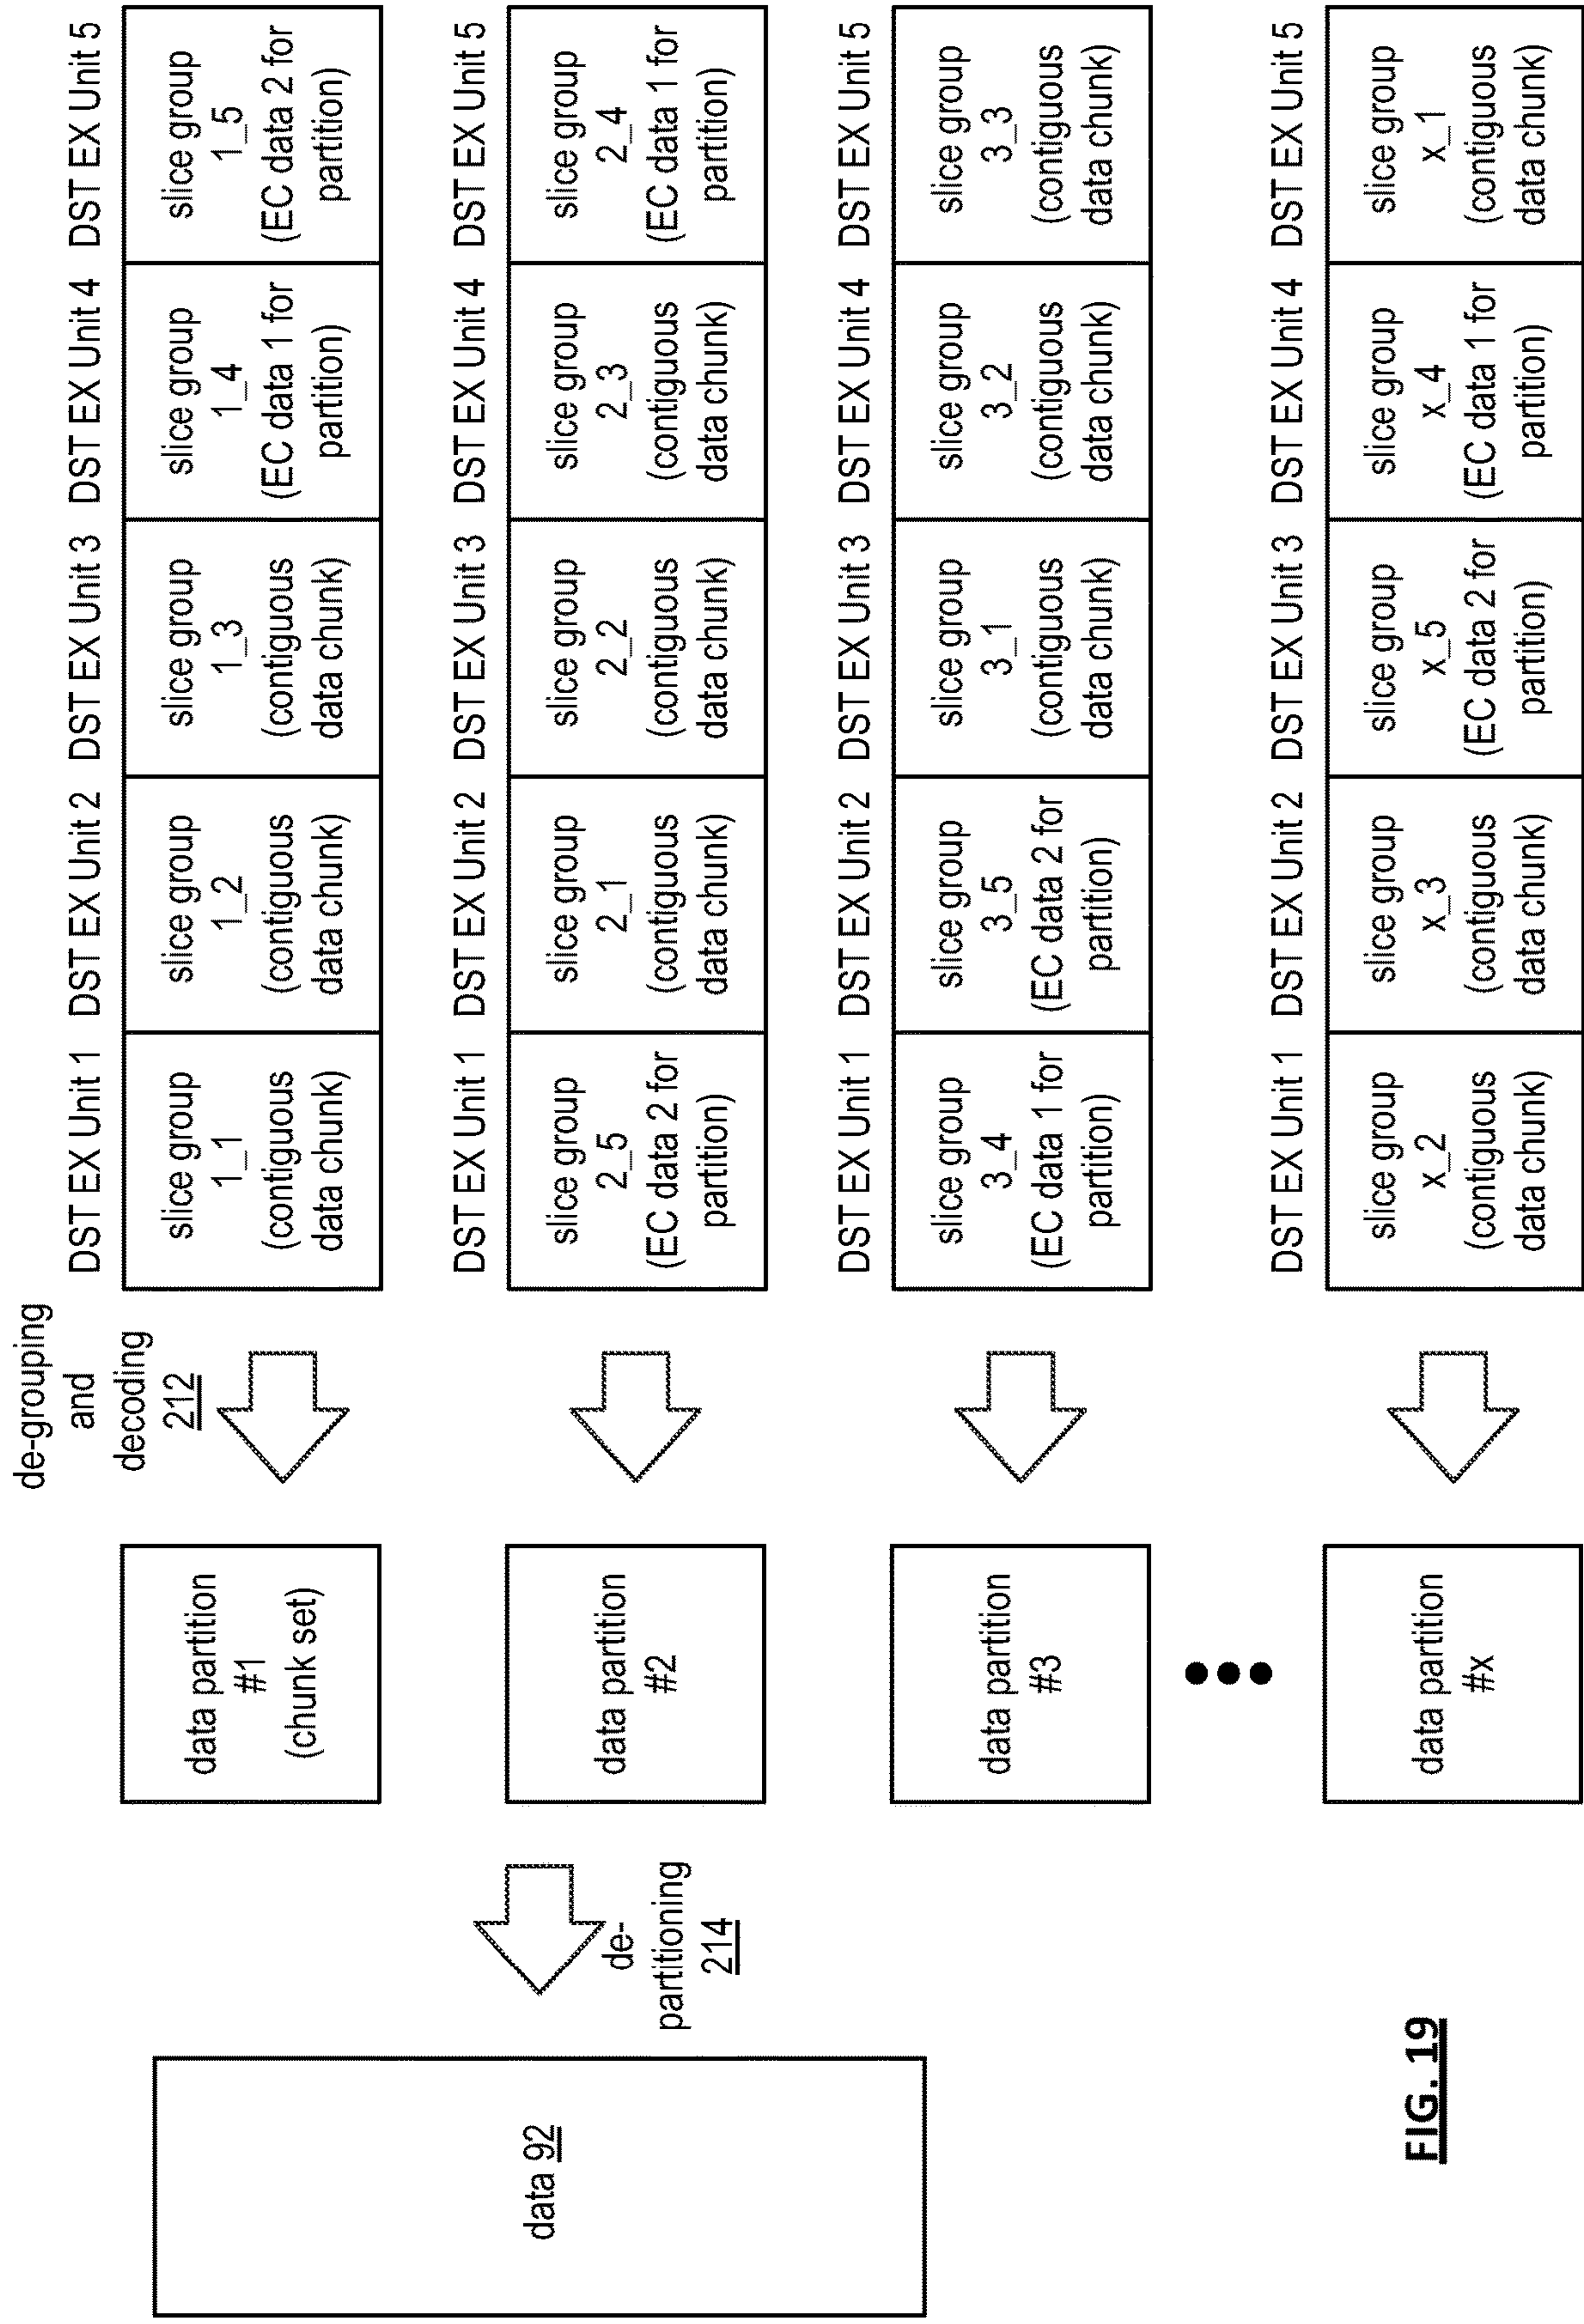 data 92
de-
partitioning
214
data partition
#1
(chunk set)
data partition
#2
data partition
#3
data partition
#x
de-grouping
and
decoding
212
DST EX Unit 1 DST EX Unit 2 DST EX Unit 3 DST EX Unit 4 DST EX Unit 5
slice group
1_1
(contiguous
data chunk)
slice group
1_2
(contiguous
data chunk)
slice group
1_3
(contiguous
data chunk)
slice group
1_4
(EC data 1 for
partition)
slice group
1_5
(EC data 2 for
partition)
DST EX Unit 1 DST EX Unit 2 DST EX Unit 3 DST EX Unit 4 DST EX Unit 5
slice group
2_5
(EC data 2 for
partition)
slice group
2_1
(contiguous
data chunk)
slice group
2_2
(contiguous
data chunk)
slice group
2_3
(contiguous
data chunk)
slice group
2_4
(EC data 1 for
partition)
DST EX Unit 1 DST EX Unit 2 DST EX Unit 3 DST EX Unit 4 DST EX Unit 5
slice group
3_4
(EC data 1 for
partition)
slice group
3_5
(EC data 2 for
partition)
slice group
3_1
(contiguous
data chunk)
slice group
3_2
(contiguous
data chunk)
slice group
3_3
(contiguous
data chunk)
DST EX Unit 1 DST EX Unit 2 DST EX Unit 3 DST EX Unit 4 DST EX Unit 5
slice group
x_2
(contiguous
data chunk)
slice group
x_3
(contiguous
data chunk)
slice group
x_5
(EC data 2 for
partition)
slice group
x_4
(EC data 1 for
partition)
slice group
x_1
(contiguous
data chunk)
FIG. 19